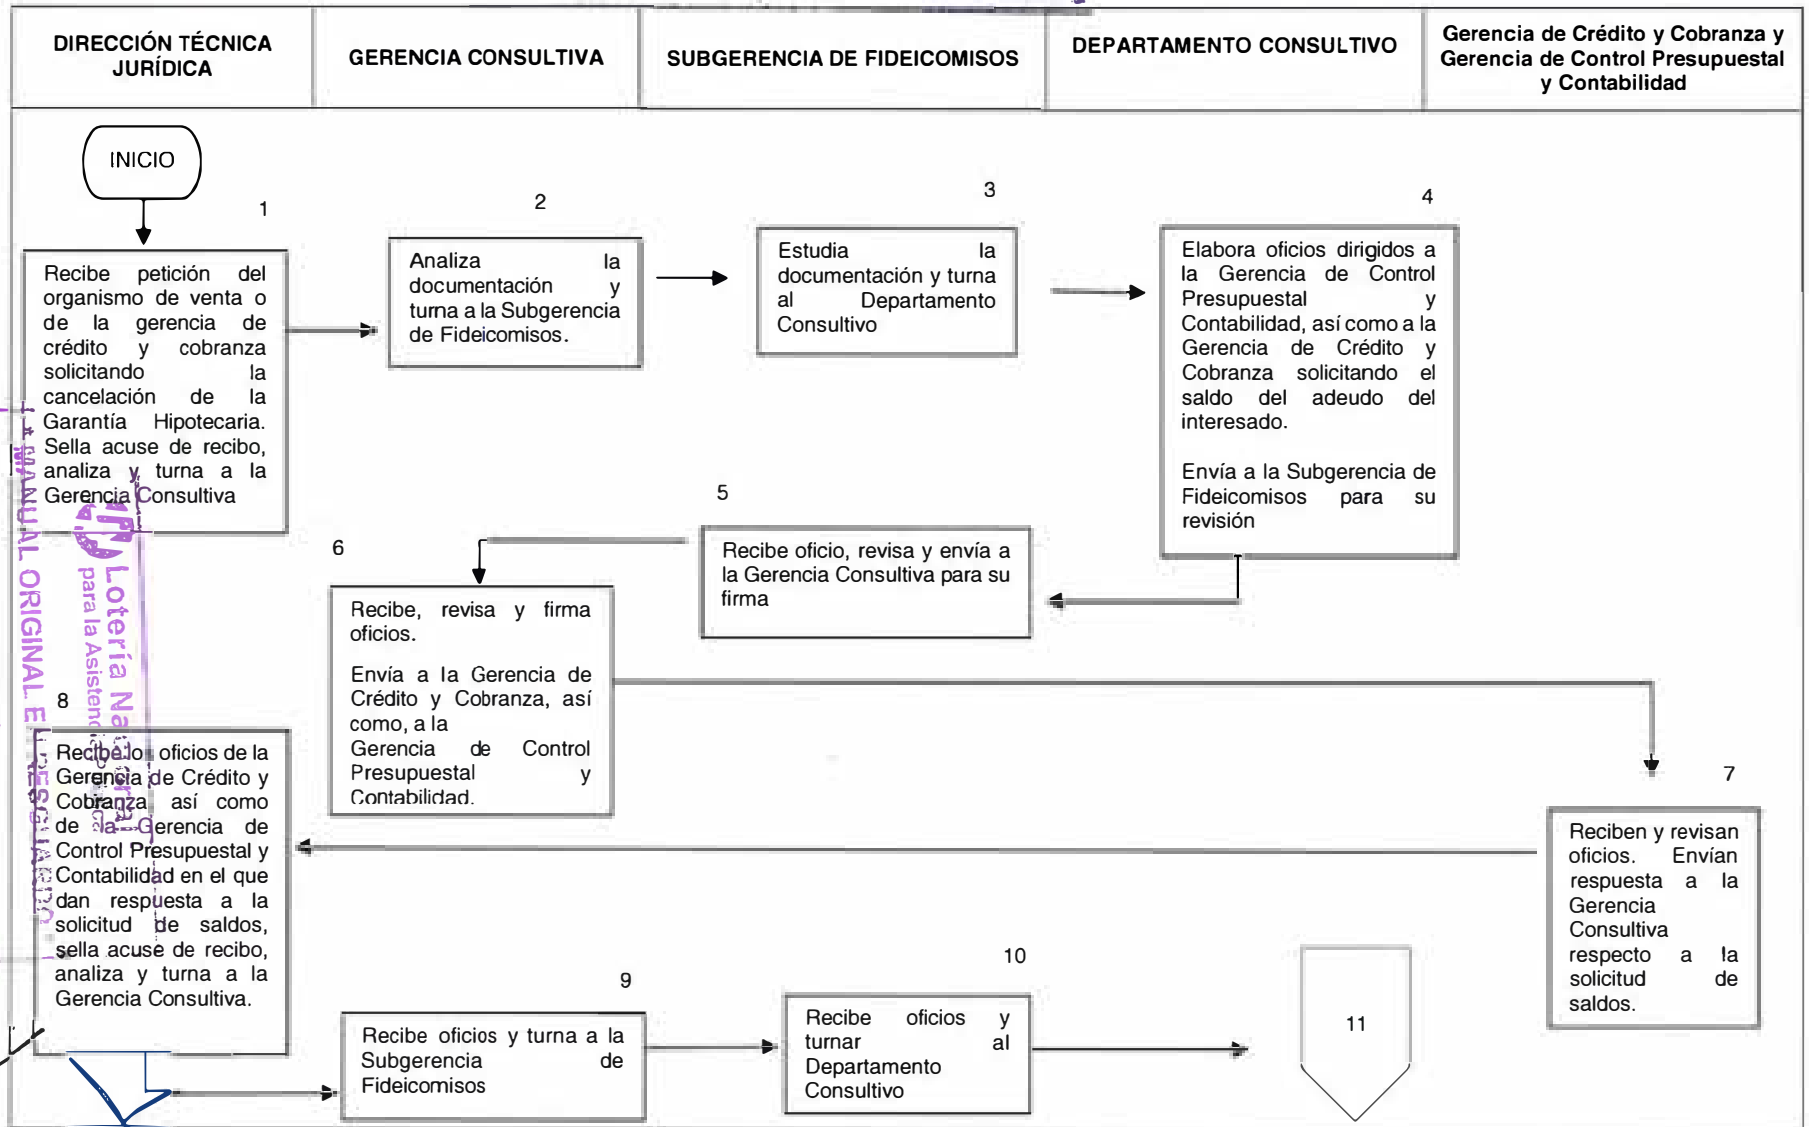 DIRECCIÓN TÉCNICA
JURÍDICA
GERENCIA CONSULTIVA
SUBGERENCIA DE FIDEICOMISOS
DEPARTAMENTO CONSULTIVO
Gerencia de Crédito y Cobranza y
Gerencia de Control Presupuestal
y Contabilidad
INICIO
1
Recibe petición del
organismo de venta o
de la gerencia de
crédito y cobranza
solicitando la
cancelación de la
Garantía Hipotecaria.
Sella acuse de recibo,
analiza y turna a la
Gerencia Consultiva
2
Analiza la
documentación y
turna a la Subgerencia
de Fideicomisos.
3
Estudia la
documentación y turna
al Departamento
Consultivo
4
Elabora oficios dirigidos a
la Gerencia de Control
Presupuestal y
Contabilidad, así como a la
Gerencia de Crédito y
Cobranza solicitando el
saldo del adeudo del
interesado.
Envía a la Subgerencia de
Fideicomisos para su
revisión
5
Recibe oficio, revisa y envía a
la Gerencia Consultiva para su
firma
6
Recibe, revisa y firma
oficios.
Envía a la Gerencia de
Crédito y Cobranza, así
como, a la
Gerencia de Control
Presupuestal y
Contabilidad.
7
Reciben y revisan
oficios. Envían
respuesta a la
Gerencia
Consultiva
respecto a la
solicitud de
saldos.
8
Recibe lo oficios de la
Gerencia de Crédito y
Cobranza así como
de la Gerencia de
Control Presupuestal y
Contabilidad en el que
dan respuesta a la
solicitud de saldos,
sella acuse de recibo,
analiza y turna a la
Gerencia Consultiva.
9
Recibe oficios y turna a la
Subgerencia de
Fideicomisos
10
Recibe oficios y
turnar al
Departamento
Consultivo
11
Lotería Nacional
para la Asistencia
MANUAL ORIGINAL E